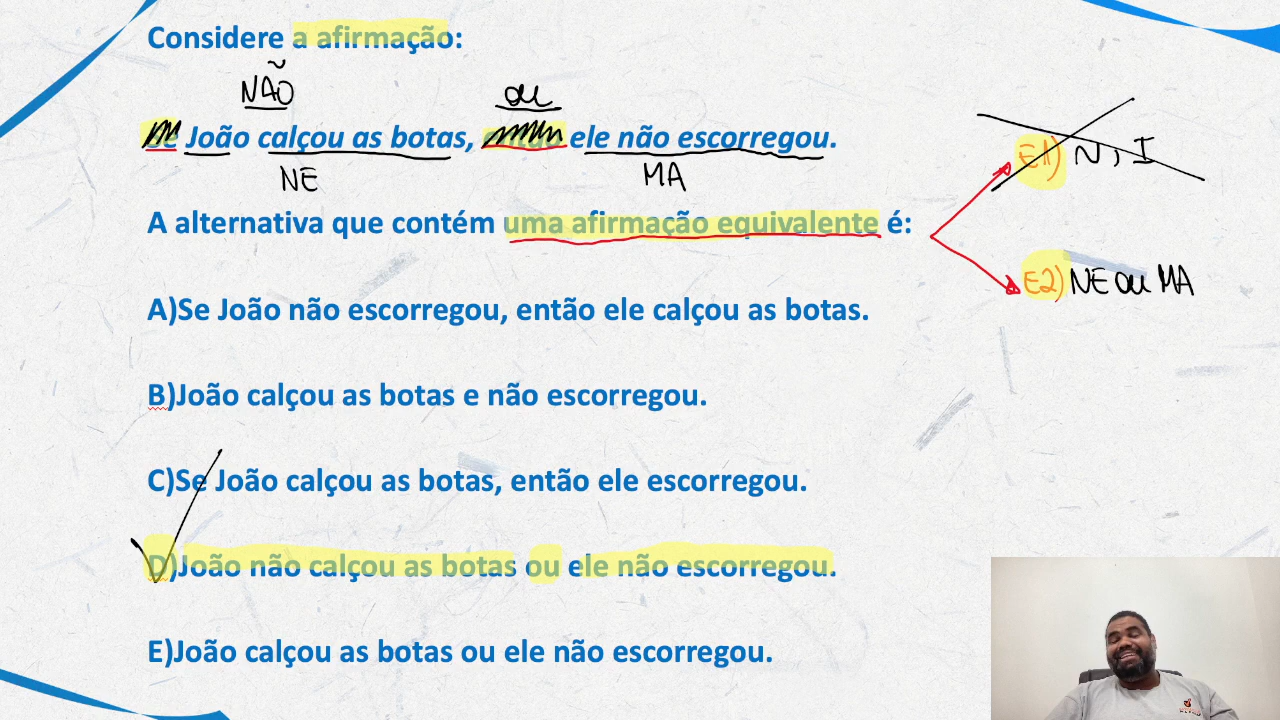 Considere a afirmação:
NÃO ou
Se João calçou as botas, então ele não escorregou.
NE MA
E1) N, I
A alternativa que contém uma afirmação equivalente é:
E2) NE ou MA
A)Se João não escorregou, então ele calçou as botas.
B)João calçou as botas e não escorregou.
C)Se João calçou as botas, então ele escorregou.
D)João não calçou as botas ou ele não escorregou.
E)João calçou as botas ou ele não escorregou.